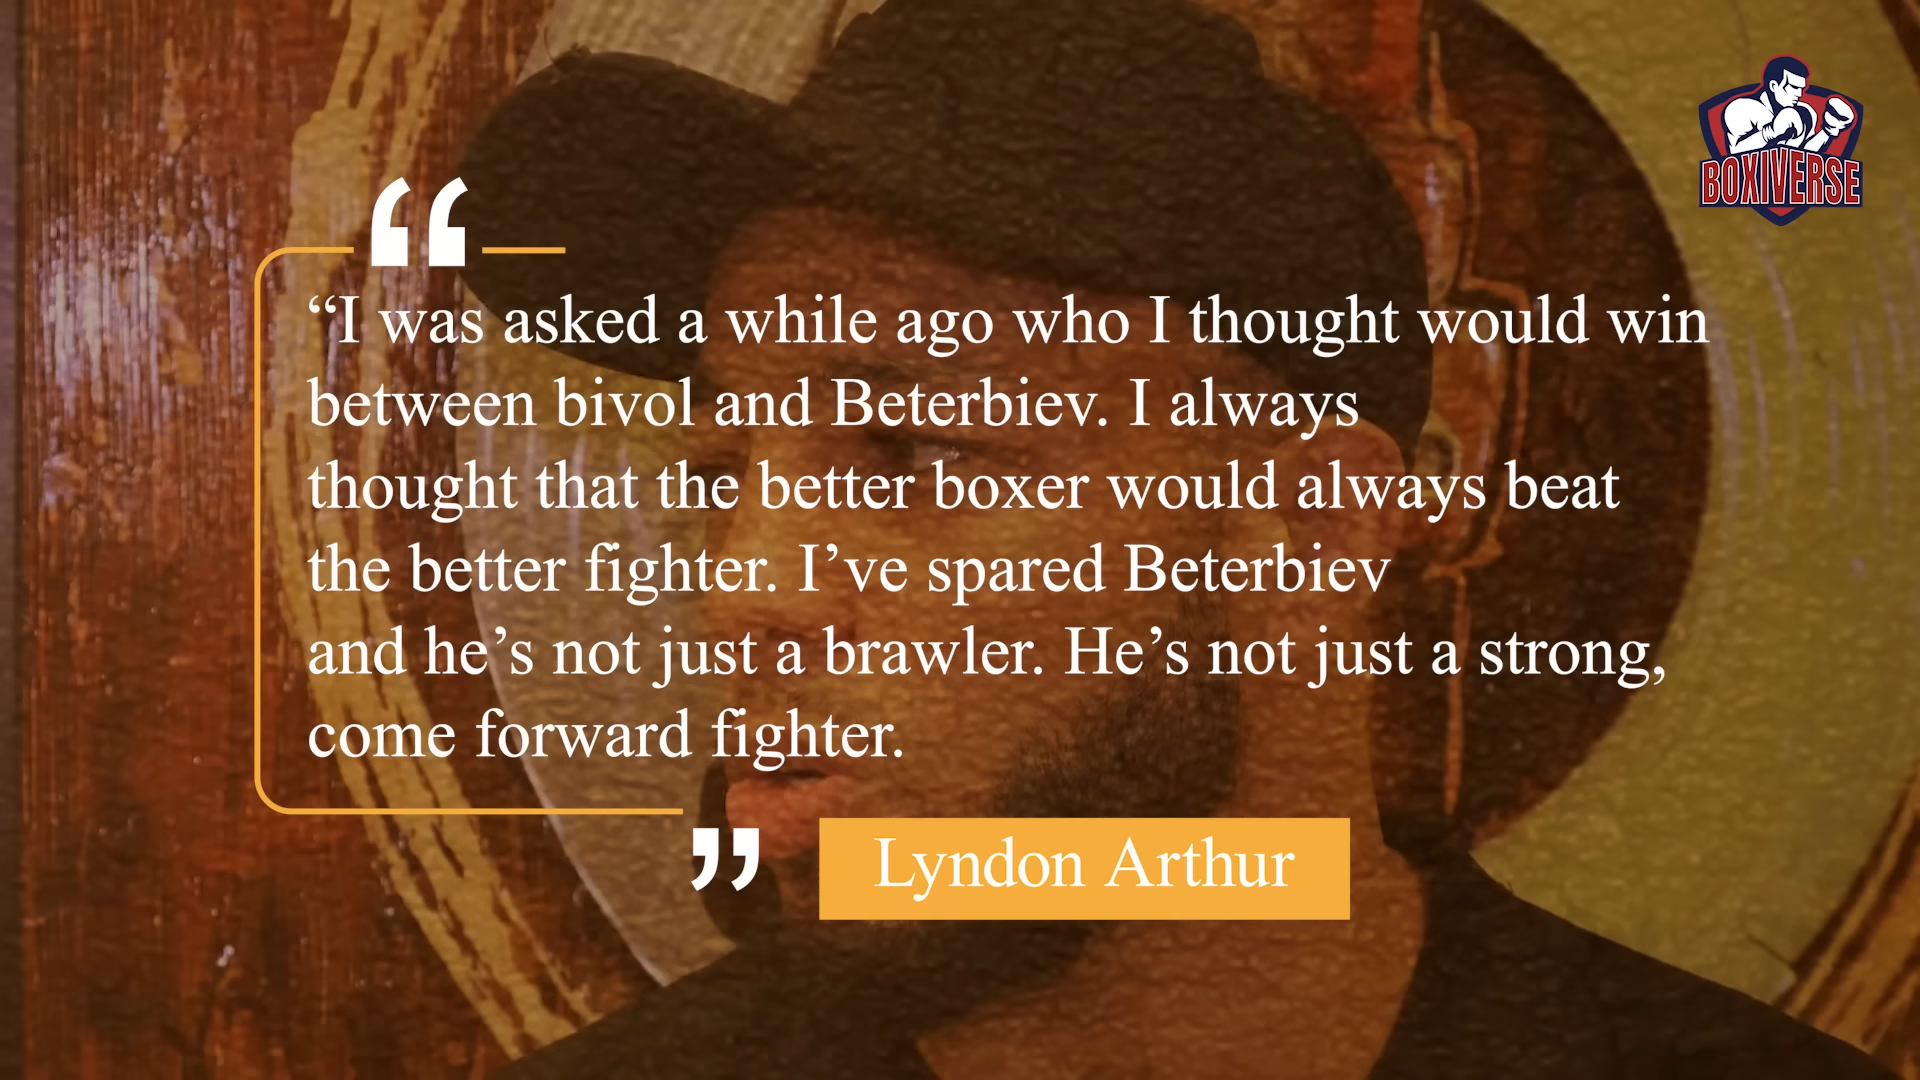 BOXIVERSE
“
“I was asked a while ago who I thought would win
between bivol and Beterbiev. I always
thought that the better boxer would always beat
the better fighter. I’ve spared Beterbiev
and he’s not just a brawler. He’s not just a strong,
come forward fighter.
”
Lyndon Arthur